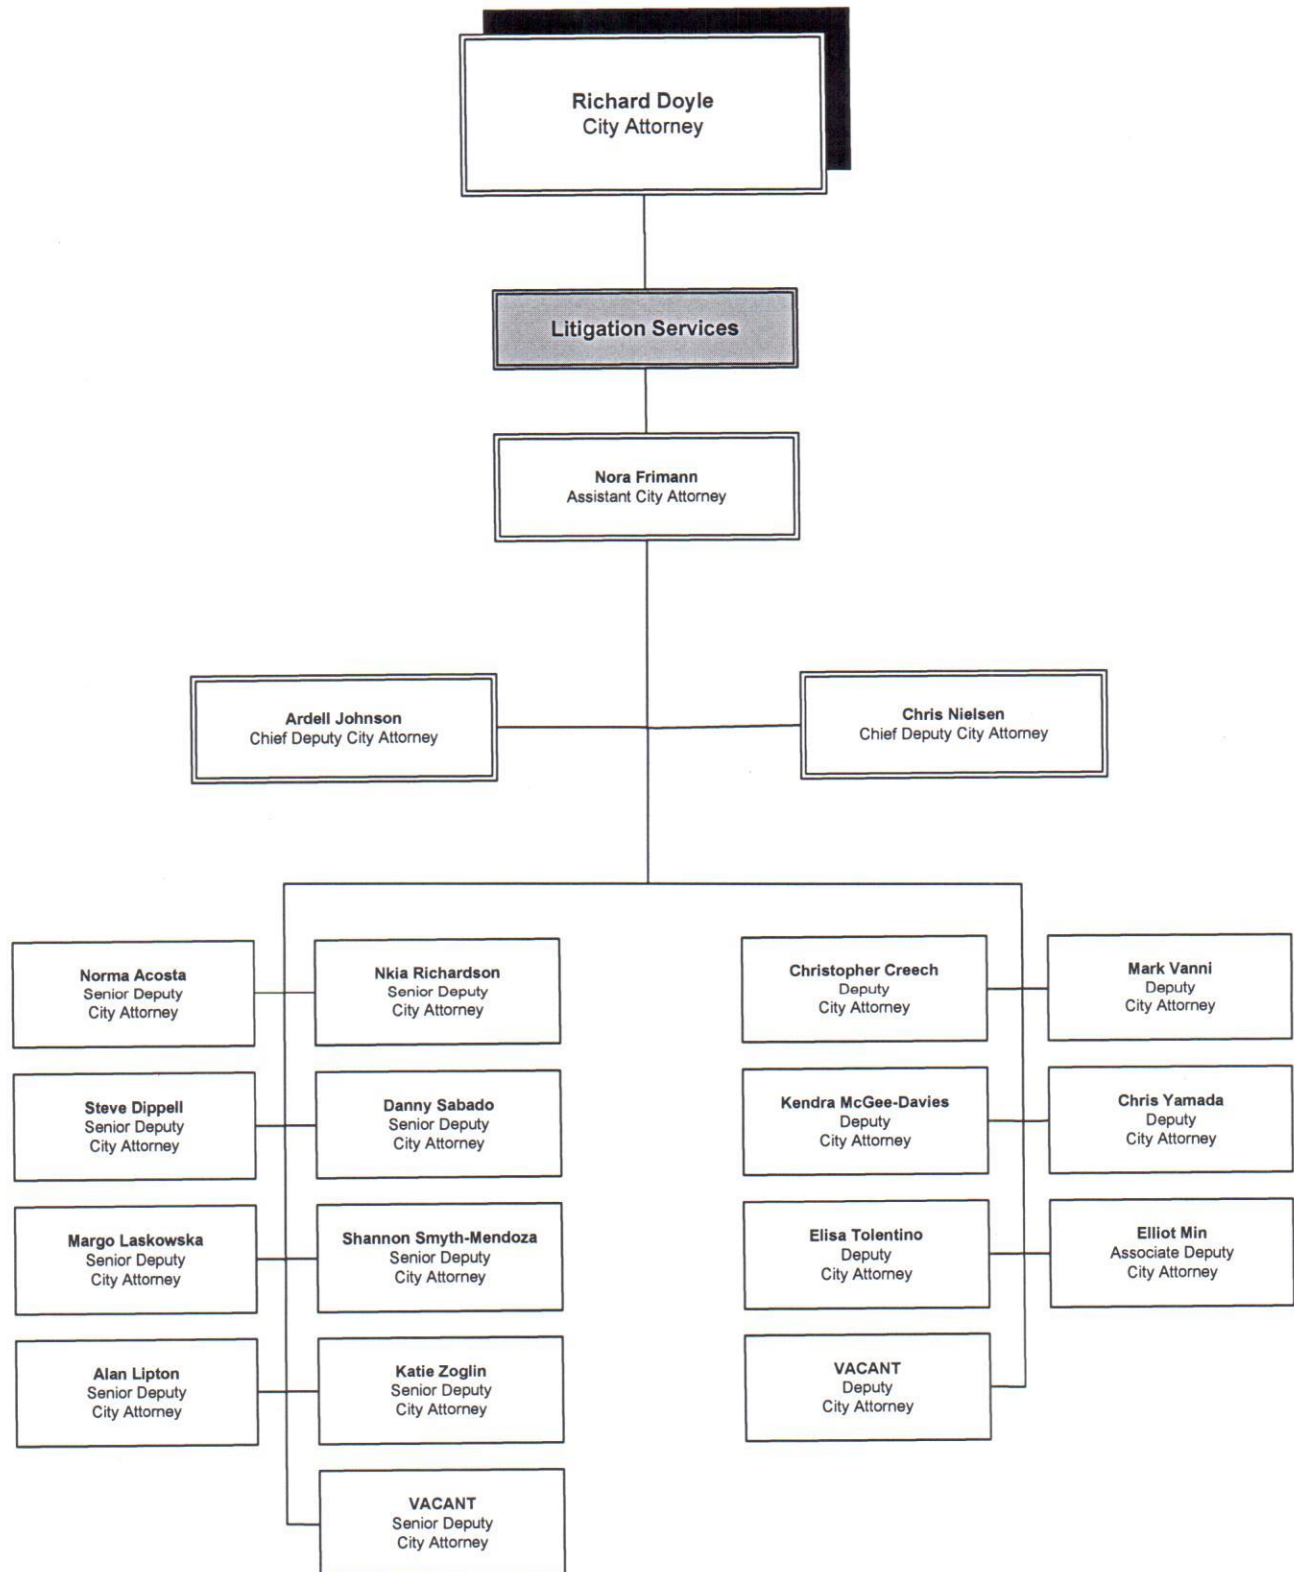 Richard Doyle
City Attorney
Litigation Services
Nora Frimann
Assistant City Attorney
Ardell Johnson
Chief Deputy City Attorney
Chris Nielsen
Chief Deputy City Attorney
Norma Acosta
Senior Deputy
City Attorney
Nkia Richardson
Senior Deputy
City Attorney
Christopher Creech
Deputy
City Attorney
Mark Vanni
Deputy
City Attorney
Steve Dippell
Senior Deputy
City Attorney
Danny Sabado
Senior Deputy
City Attorney
Kendra McGee-Davies
Deputy
City Attorney
Chris Yamada
Deputy
City Attorney
Margo Laskowska
Senior Deputy
City Attorney
Shannon Smyth-Mendoza
Senior Deputy
City Attorney
Elisa Tolentino
Deputy
City Attorney
Elliot Min
Associate Deputy
City Attorney
Alan Lipton
Senior Deputy
City Attorney
Katie Zoglin
Senior Deputy
City Attorney
VACANT
Deputy
City Attorney
VACANT
Senior Deputy
City Attorney